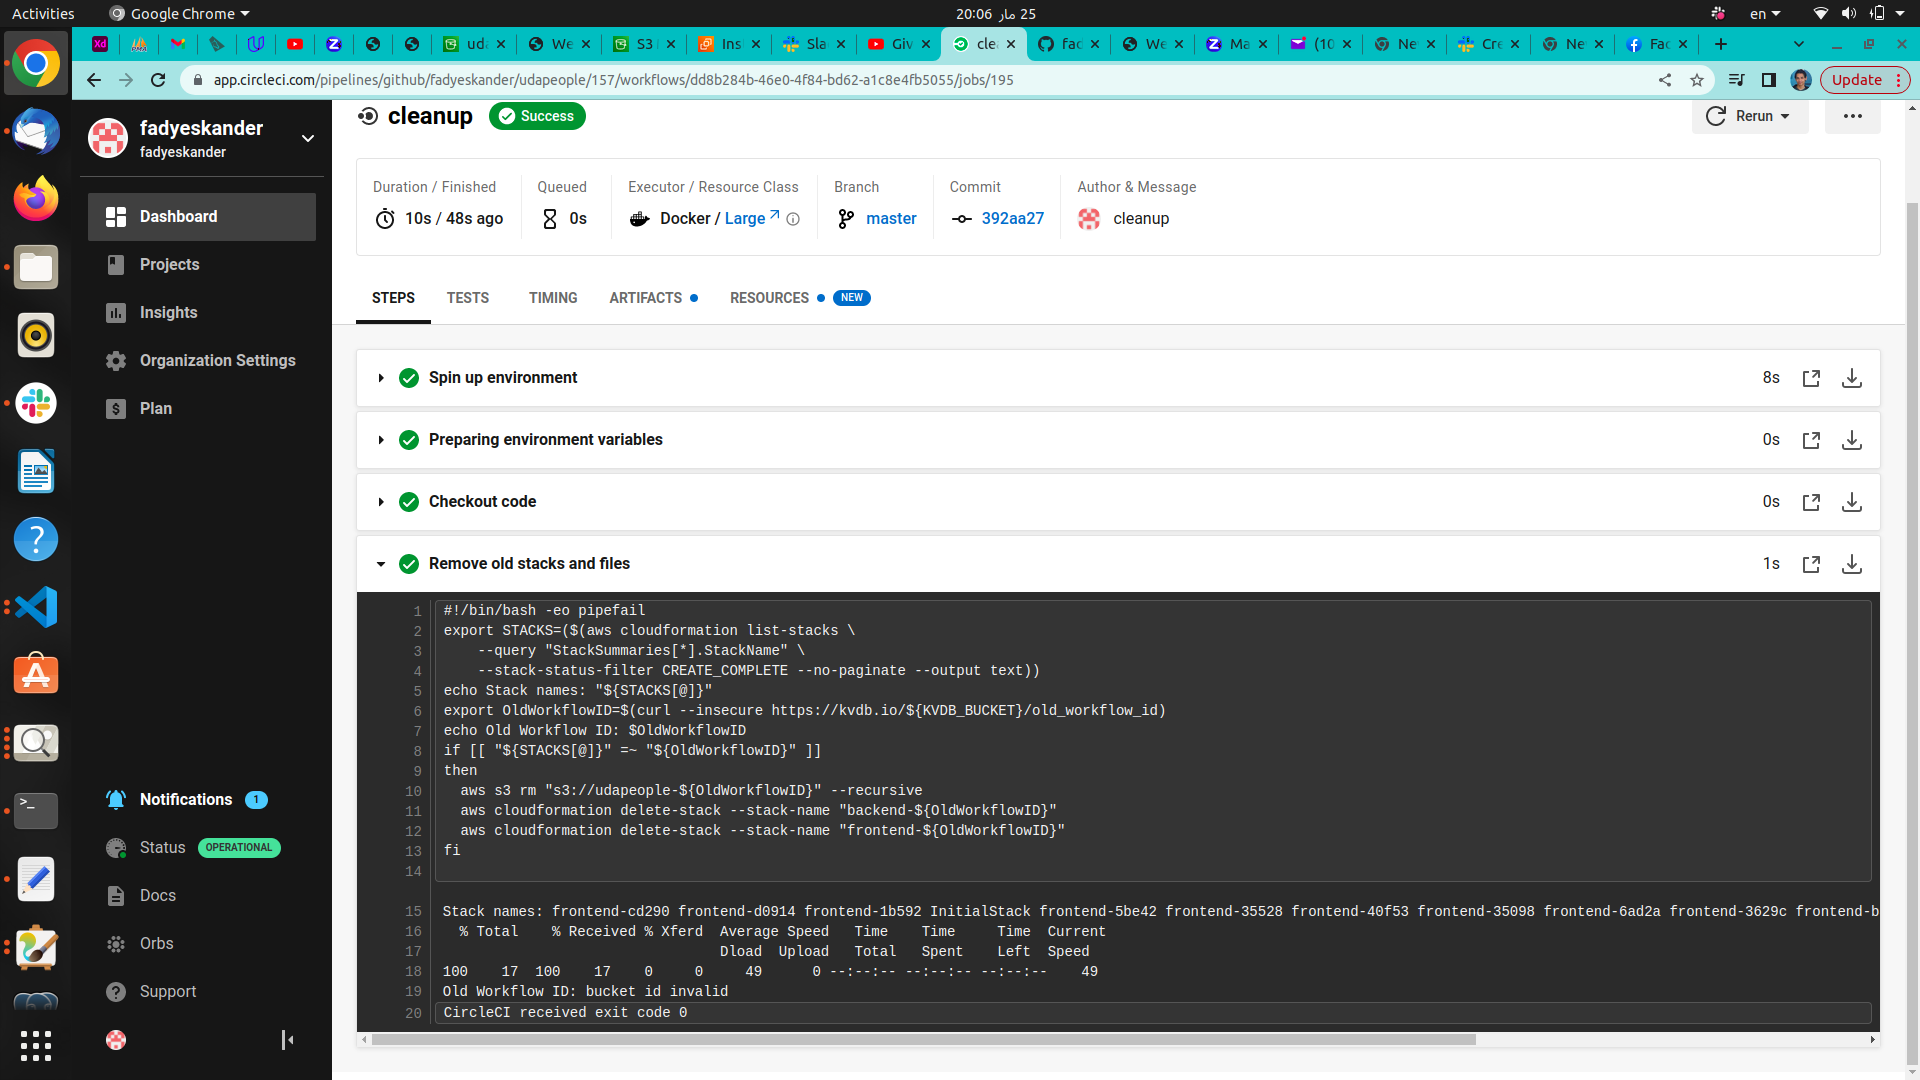 Activities
Google Chrome
20:06 25 مار
en
uda
We
S3
Ins
Sla
Giv
cle
fad
We
Ma
(10
Ne
Cre
Ne
Fac
app.circleci.com/pipelines/github/fadyeskander/udapeople/157/workflows/dd8b284b-46e0-4f84-bd62-a1c8e4fb5055/jobs/195
Update
fadyeskander
fadyeskander
Dashboard
Projects
Insights
Organization Settings
Plan
Notifications 1
Status OPERATIONAL
Docs
Orbs
Support
cleanup Success
Rerun
Duration / Finished
10s / 48s ago
Queued
0s
Executor / Resource Class
Docker / Large
Branch
master
Commit
392aa27
Author & Message
cleanup
STEPS TESTS TIMING ARTIFACTS RESOURCES NEW
Spin up environment 8s
Preparing environment variables 0s
Checkout code 0s
Remove old stacks and files 1s
1 #!/bin/bash -eo pipefail
2 export STACKS=($(aws cloudformation list-stacks \
3 --query "StackSummaries[*].StackName" \
4 --stack-status-filter CREATE_COMPLETE --no-paginate --output text))
5 echo Stack names: "${STACKS[@]}"
6 export OldWorkflowID=$(curl --insecure https://kvdb.io/${KVDB_BUCKET}/old_workflow_id)
7 echo Old Workflow ID: $OldWorkflowID
8 if [[ "${STACKS[@]}" =~ "${OldWorkflowID}" ]]
9 then
10 aws s3 rm "s3://udapeople-${OldWorkflowID}" --recursive
11 aws cloudformation delete-stack --stack-name "backend-${OldWorkflowID}"
12 aws cloudformation delete-stack --stack-name "frontend-${OldWorkflowID}"
13 fi
14
15 Stack names: frontend-cd290 frontend-d0914 frontend-1b592 InitialStack frontend-5be42 frontend-35528 frontend-40f53 frontend-35098 frontend-6ad2a frontend-3629c frontend-b
16 % Total % Received % Xferd Average Speed Time Time Time Current
17 Dload Upload Total Spent Left Speed
18 100 17 100 17 0 0 49 0 --:--:-- --:--:-- --:--:-- 49
19 Old Workflow ID: bucket id invalid
20 CircleCI received exit code 0